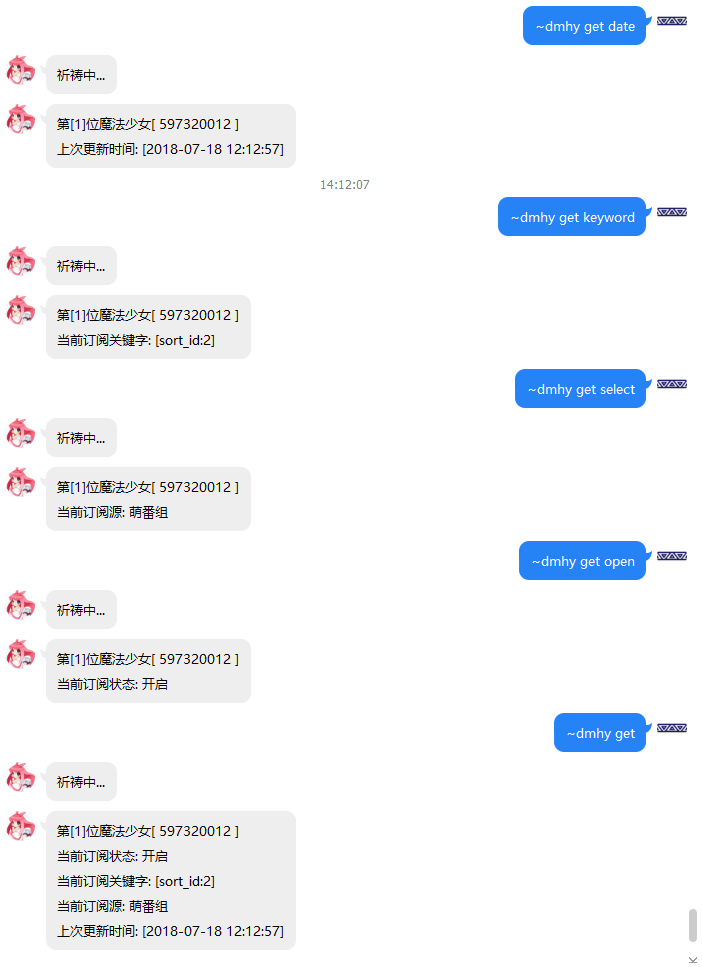 ~dmhy get date
祈祷中...
第[1]位魔法少女[ 597320012 ]
上次更新时间: [2018-07-18 12:12:57]
14:12:07
~dmhy get keyword
祈祷中...
第[1]位魔法少女[ 597320012 ]
当前订阅关键字: [sort_id:2]
~dmhy get select
祈祷中...
第[1]位魔法少女[ 597320012 ]
当前订阅源: 萌番组
~dmhy get open
祈祷中...
第[1]位魔法少女[ 597320012 ]
当前订阅状态: 开启
~dmhy get
祈祷中...
第[1]位魔法少女[ 597320012 ]
当前订阅状态: 开启
当前订阅关键字: [sort_id:2]
当前订阅源: 萌番组
上次更新时间: [2018-07-18 12:12:57]